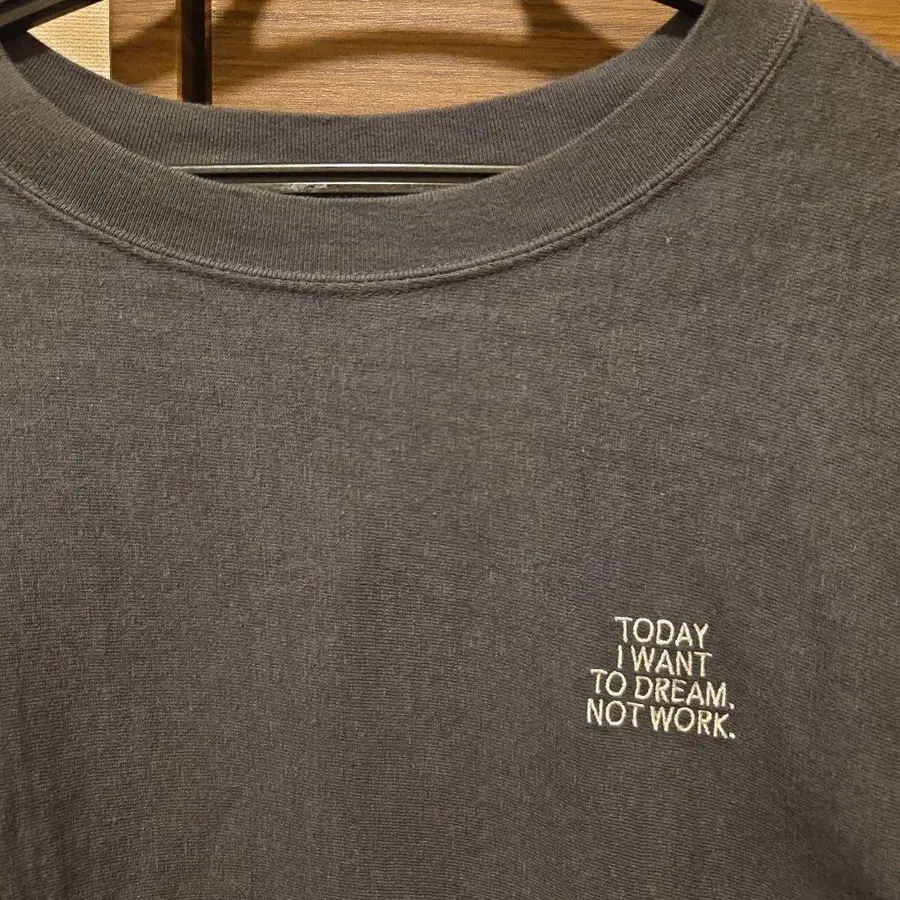 TODAY
I WANT
TO DREAM.
NOT WORK.